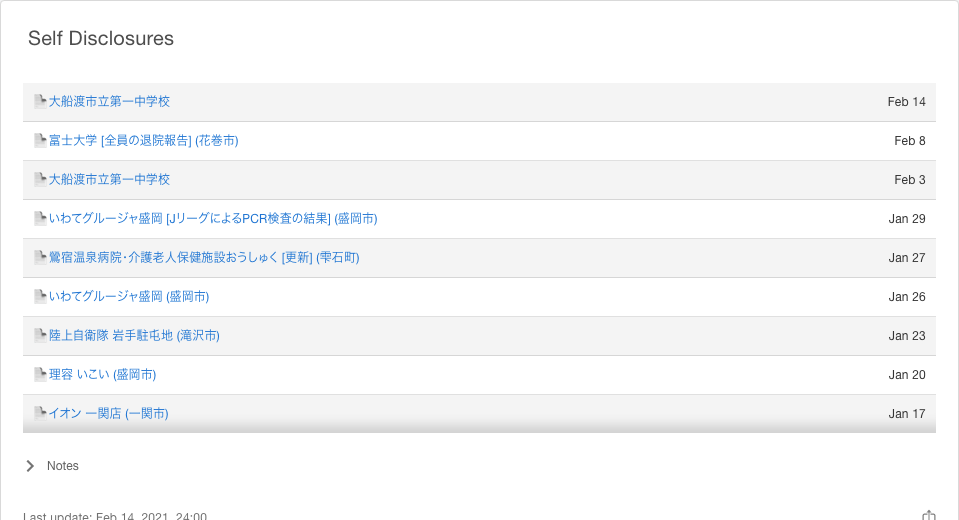 Self Disclosures
大船渡市立第一中学校 Feb 14
富士大学 [全員の退院報告] (花巻市) Feb 8
大船渡市立第一中学校 Feb 3
いわてグルージャ盛岡 [JリーグによるPCR検査の結果] (盛岡市) Jan 29
鶯宿温泉病院・介護老人保健施設おうしゅく [更新] (雫石町) Jan 27
いわてグルージャ盛岡 (盛岡市) Jan 26
陸上自衛隊 岩手駐屯地 (滝沢市) Jan 23
理容 いこい (盛岡市) Jan 20
イオン 一関店 (一関市) Jan 17
Notes
Last update: Feb 14, 2021, 24:00